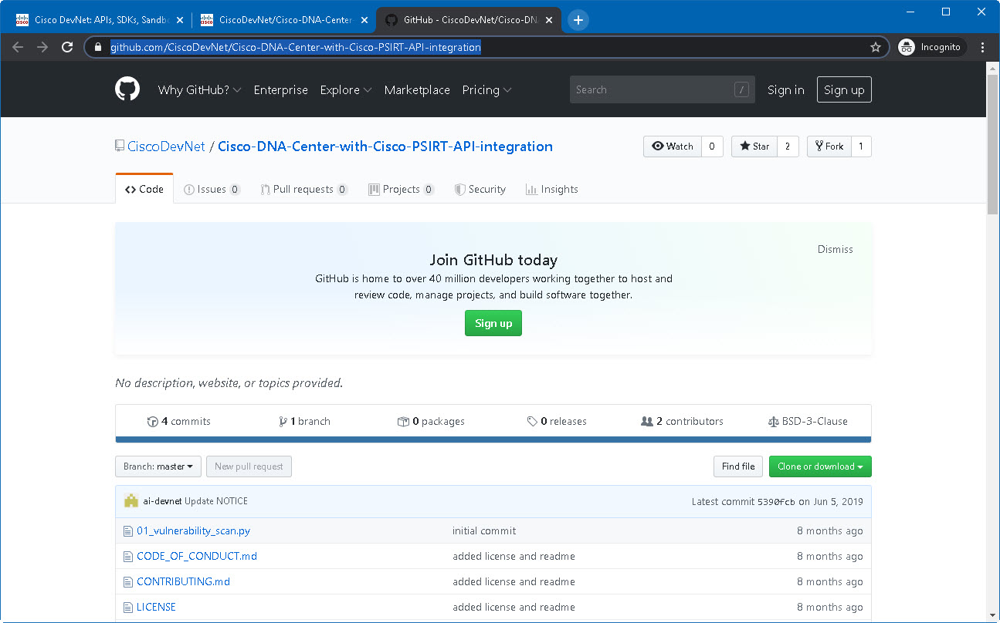 Cisco DevNet: APIs, SDKs, Sandb
CiscoDevNet/Cisco-DNA-Center
GitHub - CiscoDevNet/Cisco-DN
github.com/CiscoDevNet/Cisco-DNA-Center-with-Cisco-PSIRT-API-integration
Incognito
Why GitHub? Enterprise Explore Marketplace Pricing Search / Sign in Sign up
CiscoDevNet / Cisco-DNA-Center-with-Cisco-PSIRT-API-integration
Watch 0 Star 2 Fork 1
Code Issues 0 Pull requests 0 Projects 0 Security Insights
Dismiss
Join GitHub today
GitHub is home to over 40 million developers working together to host and
review code, manage projects, and build software together.
Sign up
No description, website, or topics provided.
4 commits 1 branch 0 packages 0 releases 2 contributors BSD-3-Clause
Branch: master New pull request Find file Clone or download
ai-devnet Update NOTICE Latest commit 5390fcb on Jun 5, 2019
01_vulnerability_scan.py initial commit 8 months ago
CODE_OF_CONDUCT.md added license and readme 8 months ago
CONTRIBUTING.md added license and readme 8 months ago
LICENSE added license and readme 8 months ago